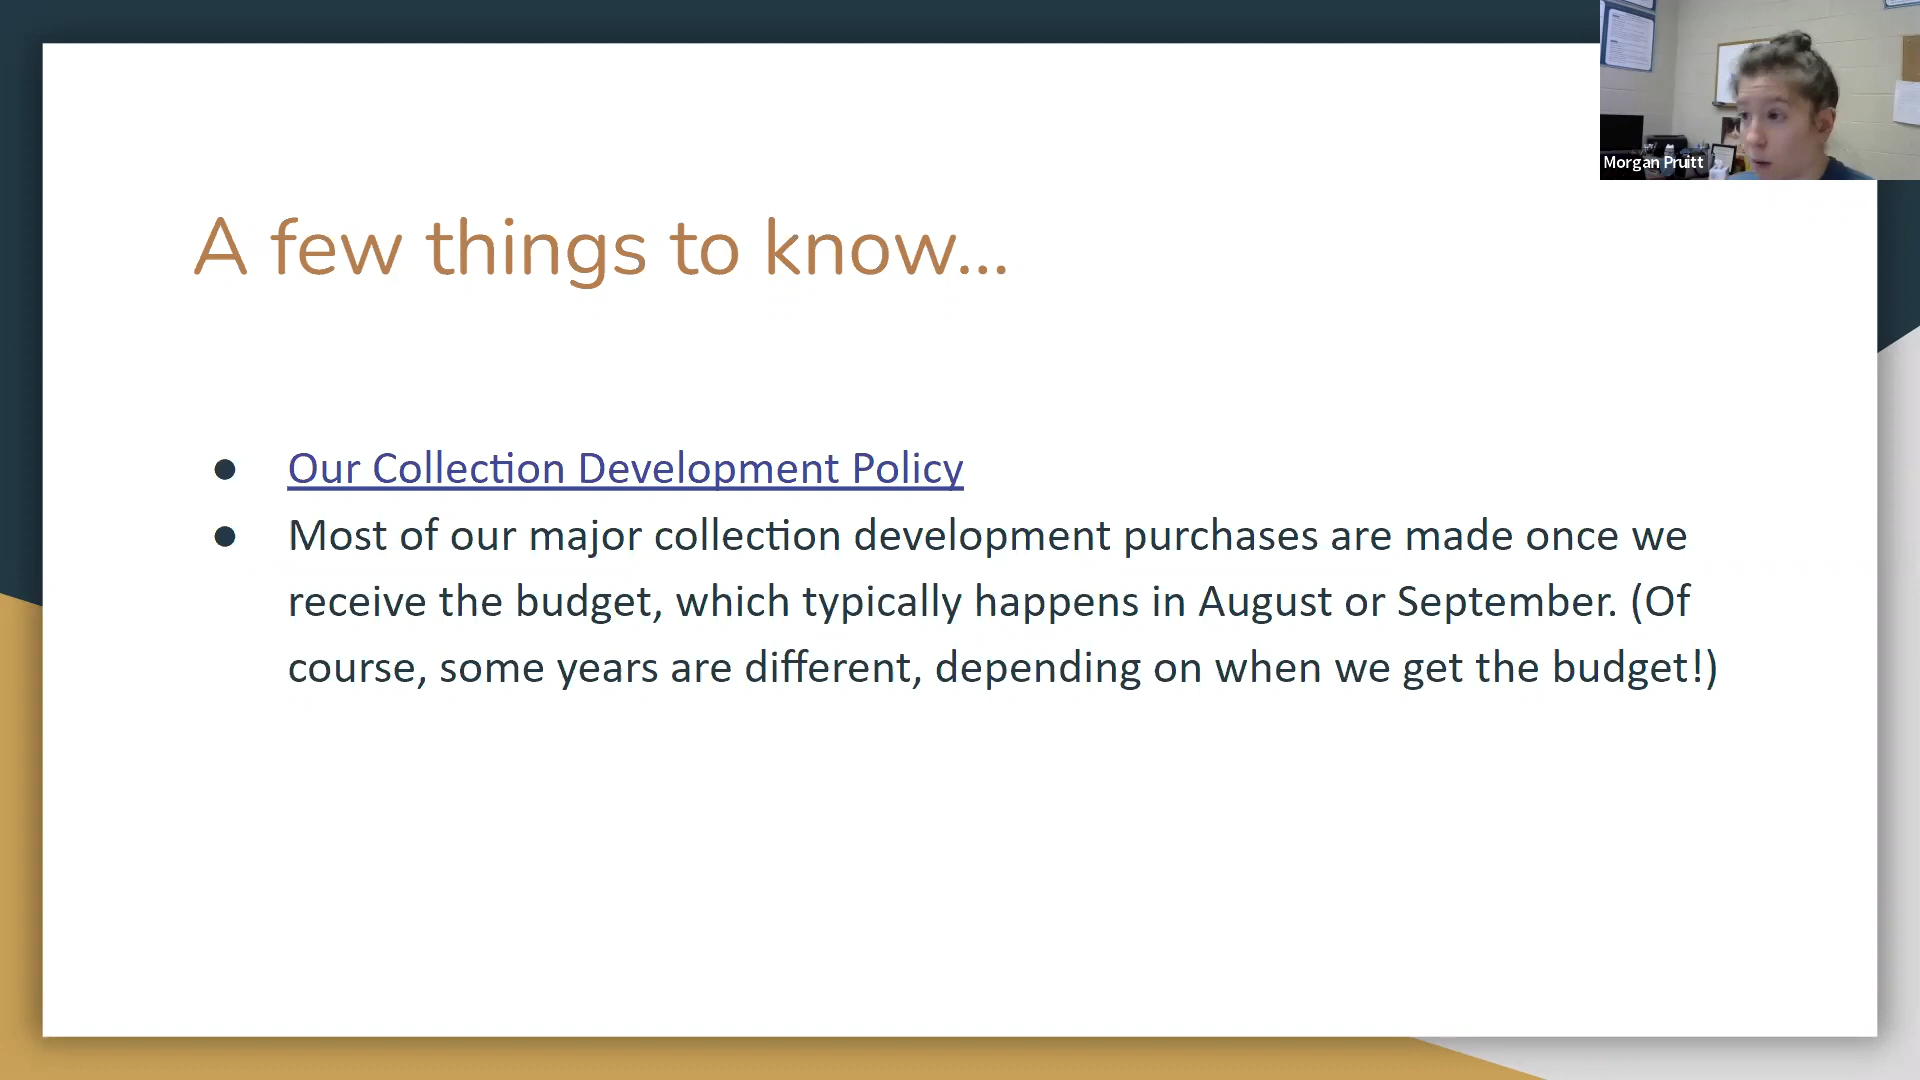 Morgan Pruitt
A few things to know...
● Our Collection Development Policy
● Most of our major collection development purchases are made once we
receive the budget, which typically happens in August or September. (Of
course, some years are different, depending on when we get the budget!)